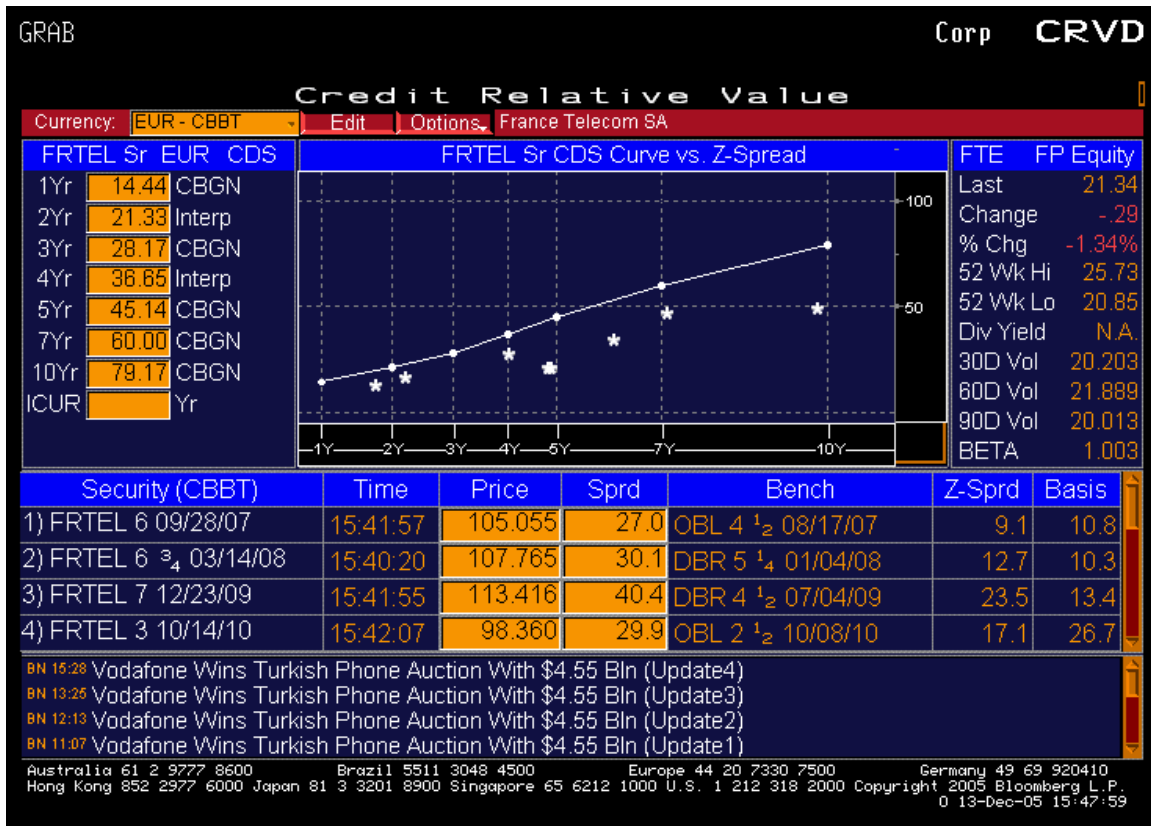 GRAB Corp CRVD
Credit Relative Value
Currency: EUR - CBBT Edit Options France Telecom SA
FRTEL Sr EUR CDS
1Yr 14.44 CBGN
2Yr 21.33 Interp
3Yr 28.17 CBGN
4Yr 36.65 Interp
5Yr 45.14 CBGN
7Yr 60.00 CBGN
10Yr 79.17 CBGN
ICUR Yr
FRTEL Sr CDS Curve vs. Z-Spread
100
50
1Y 2Y 3Y 4Y 5Y 7Y 10Y
FTE FP Equity
Last 21.34
Change -.29
% Chg -1.34%
52 Wk Hi 25.73
52 Wk Lo 20.85
Div Yield N.A.
30D Vol 20.203
60D Vol 21.889
90D Vol 20.013
BETA 1.003
Security (CBBT) Time Price Sprd Bench Z-Sprd Basis
1) FRTEL 6 09/28/07 15:41:57 105.055 27.0 OBL 4 ½ 08/17/07 9.1 10.8
2) FRTEL 6 ¾ 03/14/08 15:40:20 107.765 30.1 DBR 5 ¼ 01/04/08 12.7 10.3
3) FRTEL 7 12/23/09 15:41:55 113.416 40.4 DBR 4 ½ 07/04/09 23.5 13.4
4) FRTEL 3 10/14/10 15:42:07 98.360 29.9 OBL 2 ½ 10/08/10 17.1 26.7
BN 15:28 Vodafone Wins Turkish Phone Auction With $4.55 Bln (Update4)
BN 13:25 Vodafone Wins Turkish Phone Auction With $4.55 Bln (Update3)
BN 12:13 Vodafone Wins Turkish Phone Auction With $4.55 Bln (Update2)
BN 11:07 Vodafone Wins Turkish Phone Auction With $4.55 Bln (Update1)
Australia 61 2 9777 8600 Brazil 5511 3048 4500 Europe 44 20 7330 7500 Germany 49 69 920410
Hong Kong 852 2977 6000 Japan 81 3 3201 8900 Singapore 65 6212 1000 U.S. 1 212 318 2000 Copyright 2005 Bloomberg L.P.
0 13-Dec-05 15:47:59